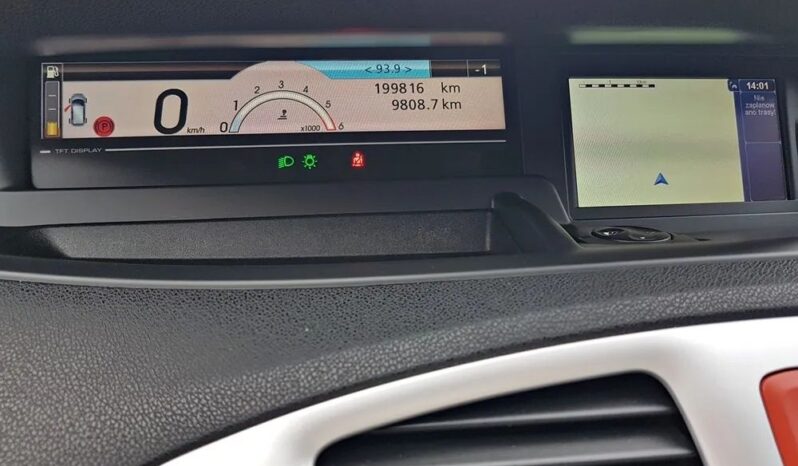 < 93.9 > -1
199816 km
9808.7 km
0 km/h
0 1 2 3 4 5 6
x1000
P
TFT DISPLAY
14:01
Nie
zaplanow
ano trasy!